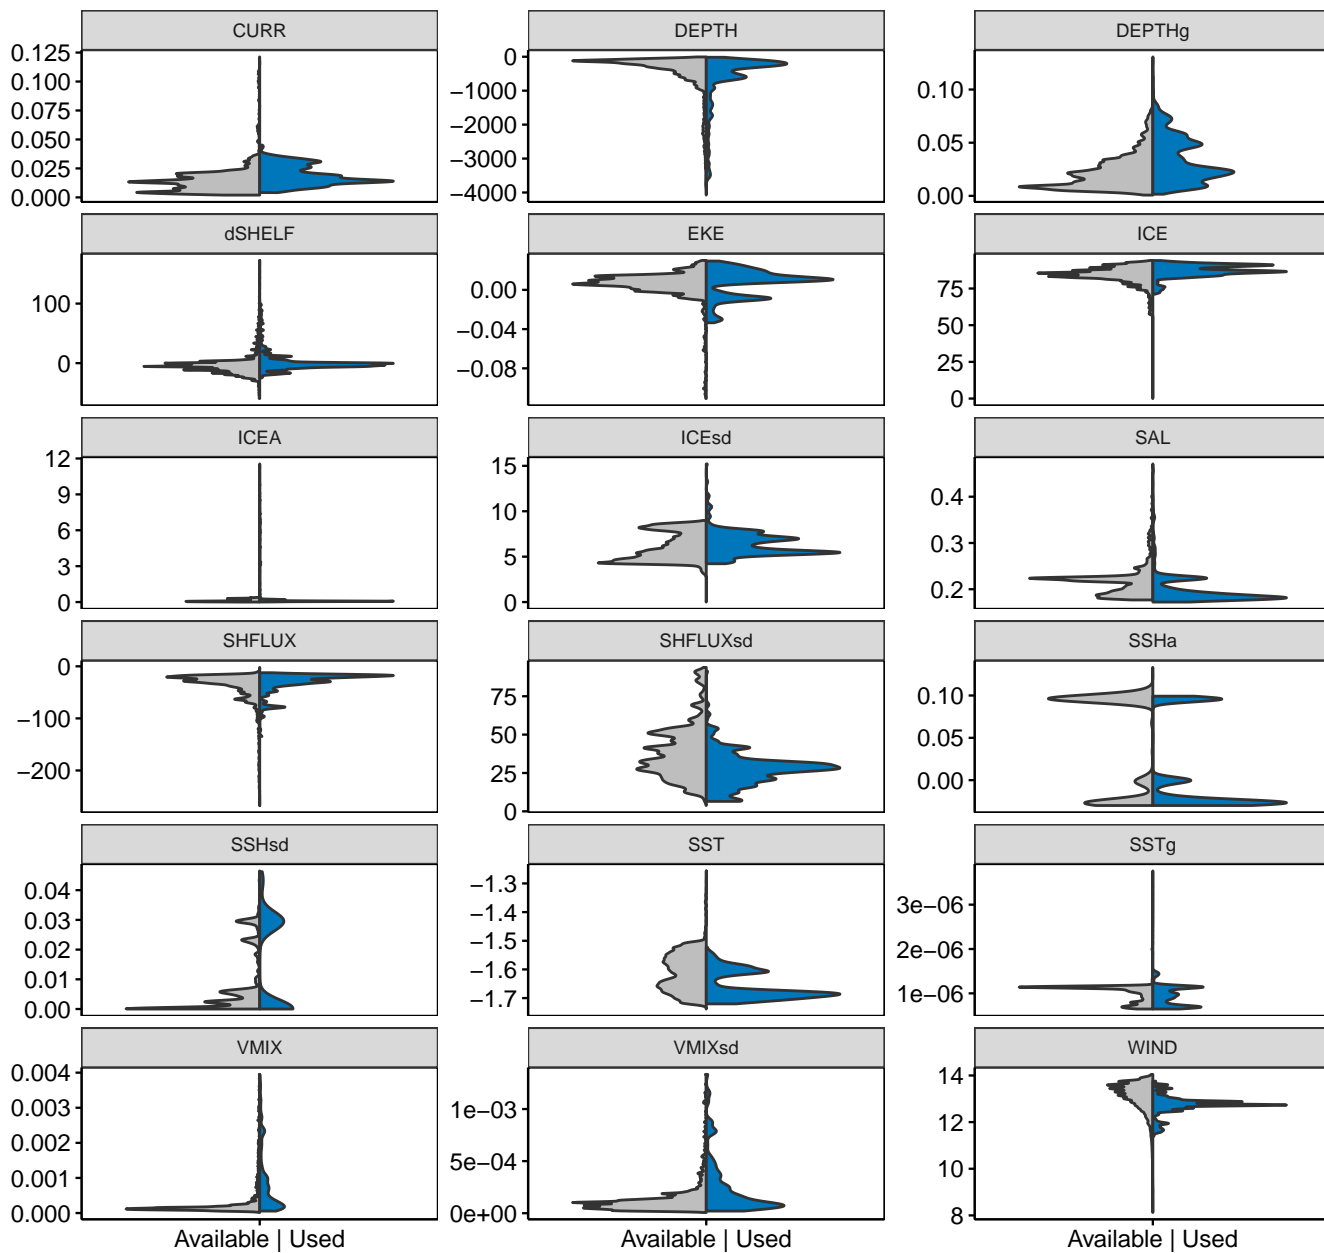 CURR DEPTH DEPTHg
0.125 0.100 0.075 0.050 0.025 0.000
0 −1000 −2000 −3000 −4000
0.10 0.05 0.00
dSHELF EKE ICE
100 0
0.00 −0.04 −0.08
75 50 25 0
ICEA ICEsd SAL
12 9 6 3 0
15 10 5 0
0.4 0.3 0.2
SHFLUX SHFLUXsd SSHa
0 −100 −200
75 50 25 0
0.10 0.05 0.00
SSHsd SST SSTg
0.04 0.03 0.02 0.01 0.00
−1.3 −1.4 −1.5 −1.6 −1.7
3e−06 2e−06 1e−06
VMIX VMIXsd WIND
0.004 0.003 0.002 0.001 0.000
1e−03 5e−04 0e+00
14 12 10 8
Available | Used Available | Used Available | Used